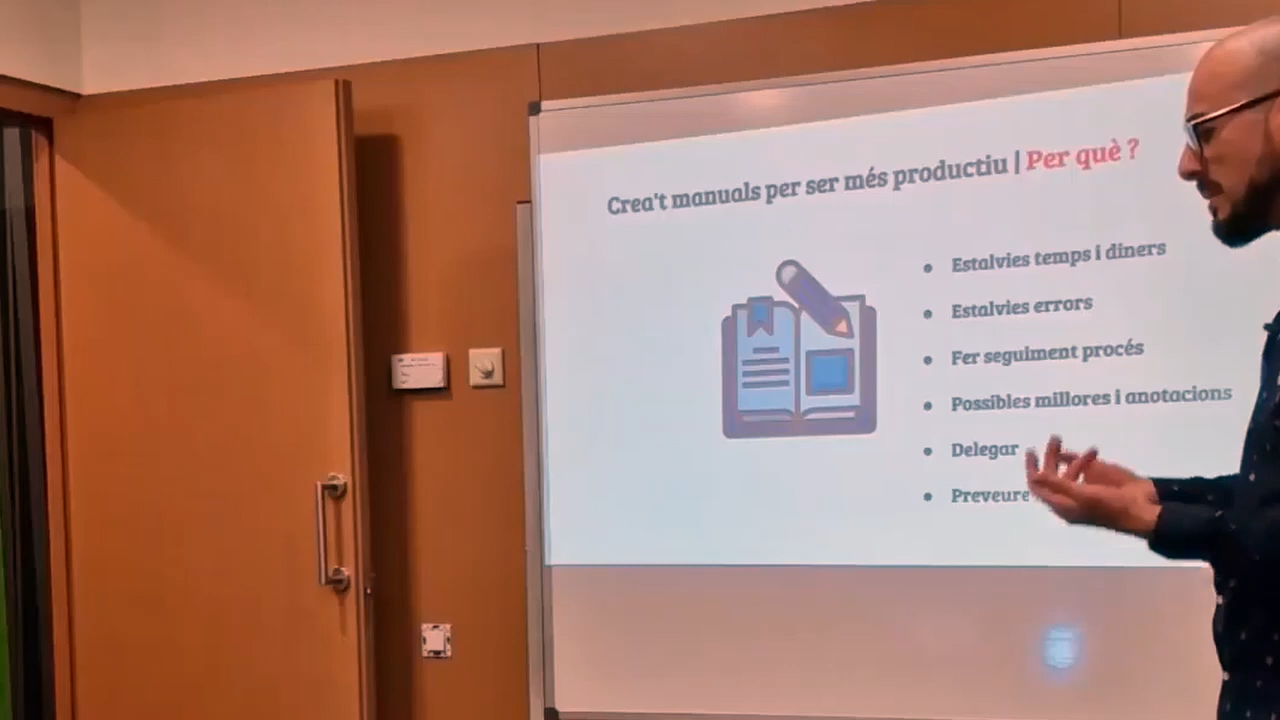 Crea't manuals per ser més productiu | Per què ?
• Estalvies temps i diners
• Estalvies errors
• Fer seguiment procés
• Possibles millores i anotacions
• Delegar
• Preveure